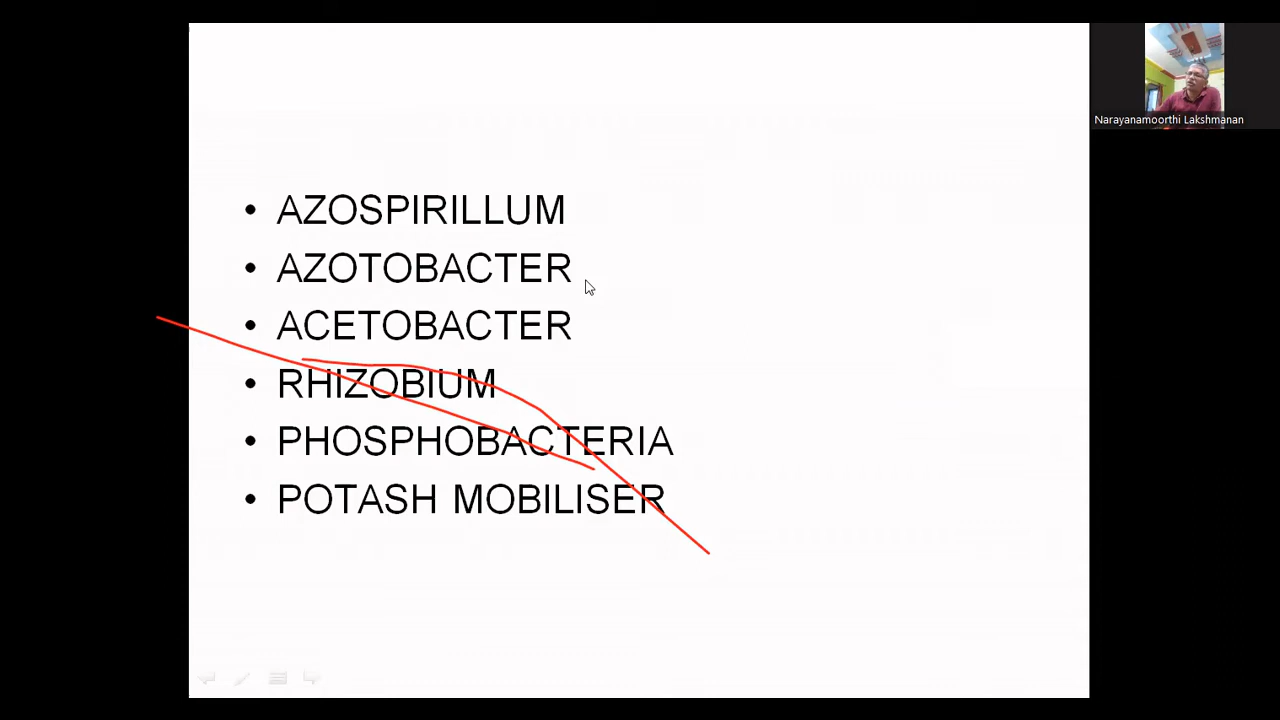 Narayanamoorthi Lakshmanan
• AZOSPIRILLUM
• AZOTOBACTER
• ACETOBACTER
• RHIZOBIUM
• PHOSPHOBACTERIA
• POTASH MOBILISER